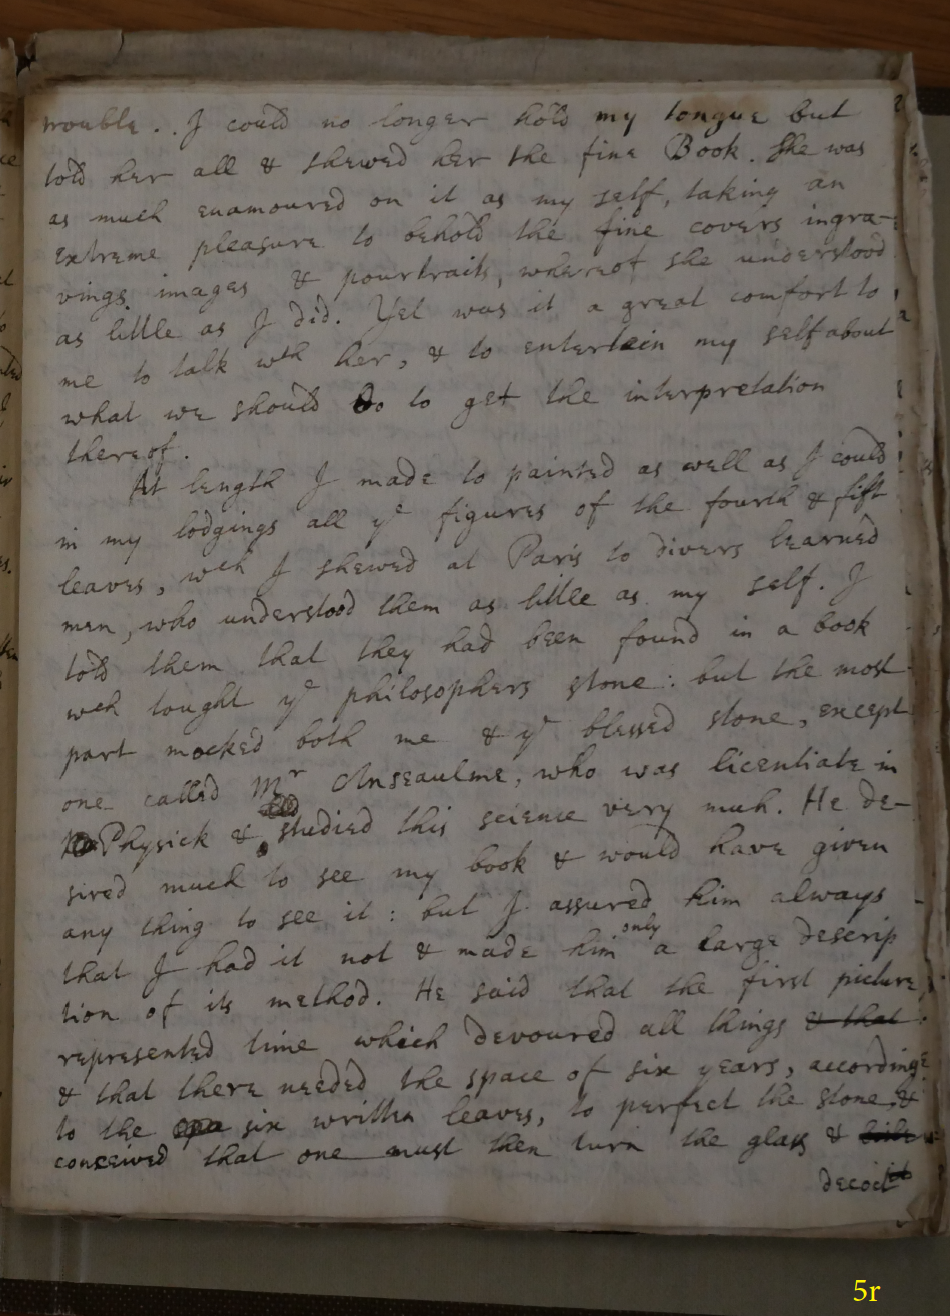 trouble. . I could no longer hold my tongue but
told her all & shewed her the fine Book. She was
as much enamoured on it as my self, taking an
extreme pleasure to behold the fine covers ingra-
vings images & pourtraits, whereof she understood
as little as I did. Yet was it a great comfort to
me to talk wth her, & to entertein my self about
what we should do to get the interpretation
thereof.
At length I made to painted as well as I could
in my lodgings all ye figures of the fourth & fift
leaves, wch I shewed at Paris to divers learned
men, who understood them as little as my self. I
told them that they had been found in a book
wch tought ye philosophers stone: but the most
part mocked both me & ye blessed stone, except
one called Mr Anseaulme, who was licentiate in
Physick & studied this science very much. He de-
sired much to see my book & would have given
any thing to see it: but I assured him always
that I had it not & made him only a large descrip
tion of its method. He said that the first picture
represented time which devoured all things & that
& that there needed the space of six years, according
to the six written leaves, to perfect the stone, &
conceived that one must then turn the glass &
decoct
5r